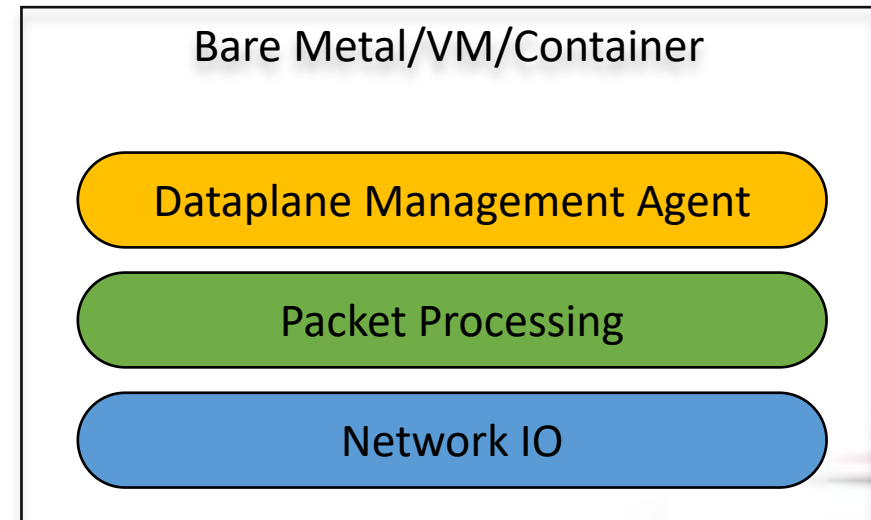 Bare Metal/VM/Container
Dataplane Management Agent
Packet Processing
Network IO